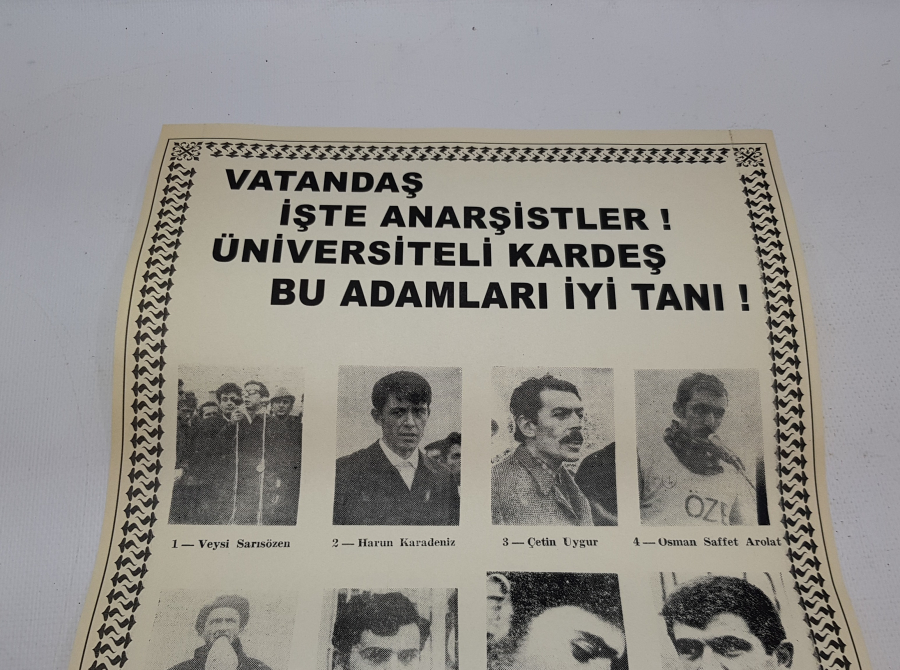 VATANDAŞ
İŞTE ANARŞİSTLER !
ÜNİVERSİTELİ KARDEŞ
BU ADAMLARI İYİ TANI !
ÖZE
1 — Veysi Sarısözen
2 — Harun Karadeniz
3 — Çetin Uygur
4 — Osman Saffet Arolat